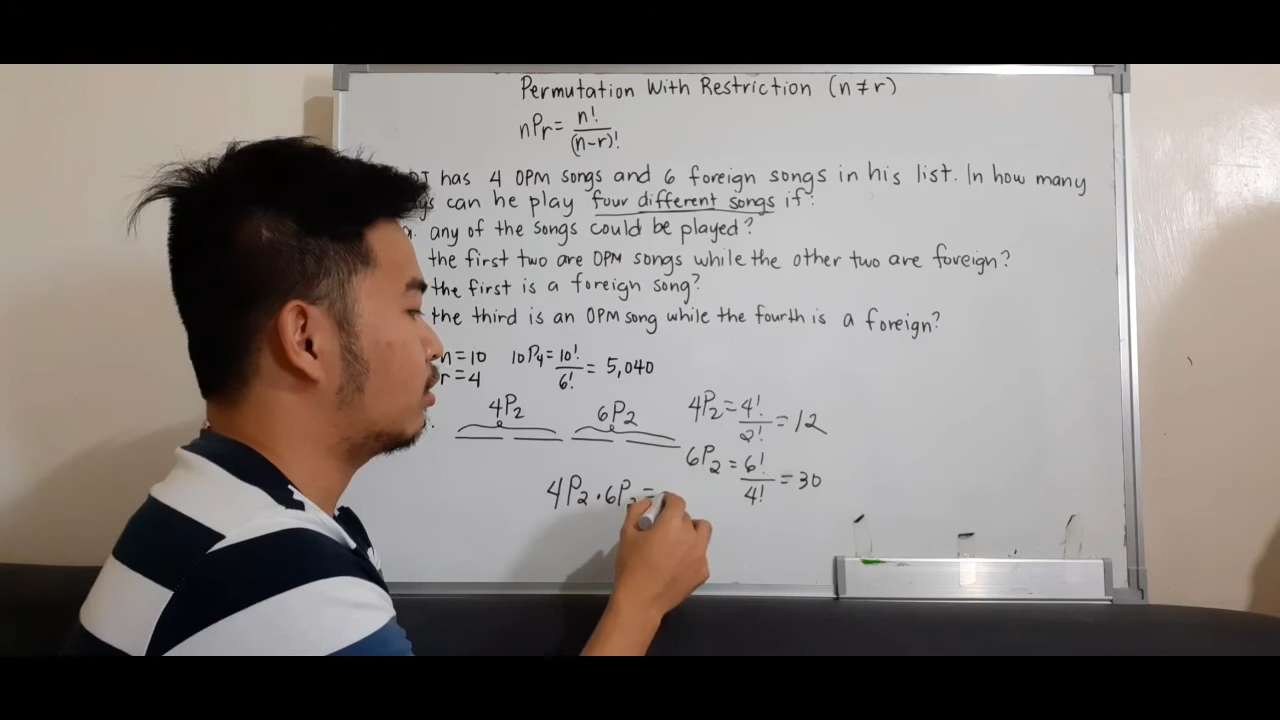 Permutation With Restriction (n ≠ r)
nPr = n! / (n-r)!
DJ has 4 OPM songs and 6 foreign songs in his list. In how many
can he play four different songs if:
a. any of the songs could be played?
the first two are OPM songs while the other two are foreign?
the first is a foreign song?
the third is an OPM song while the fourth is a foreign?
n = 10 10P4 = 10! / 6! = 5,040
r = 4
4P2 6P2 4P2 = 4! / 2! = 12
6P2 = 6! / 4! = 30
4P2 · 6P2 =